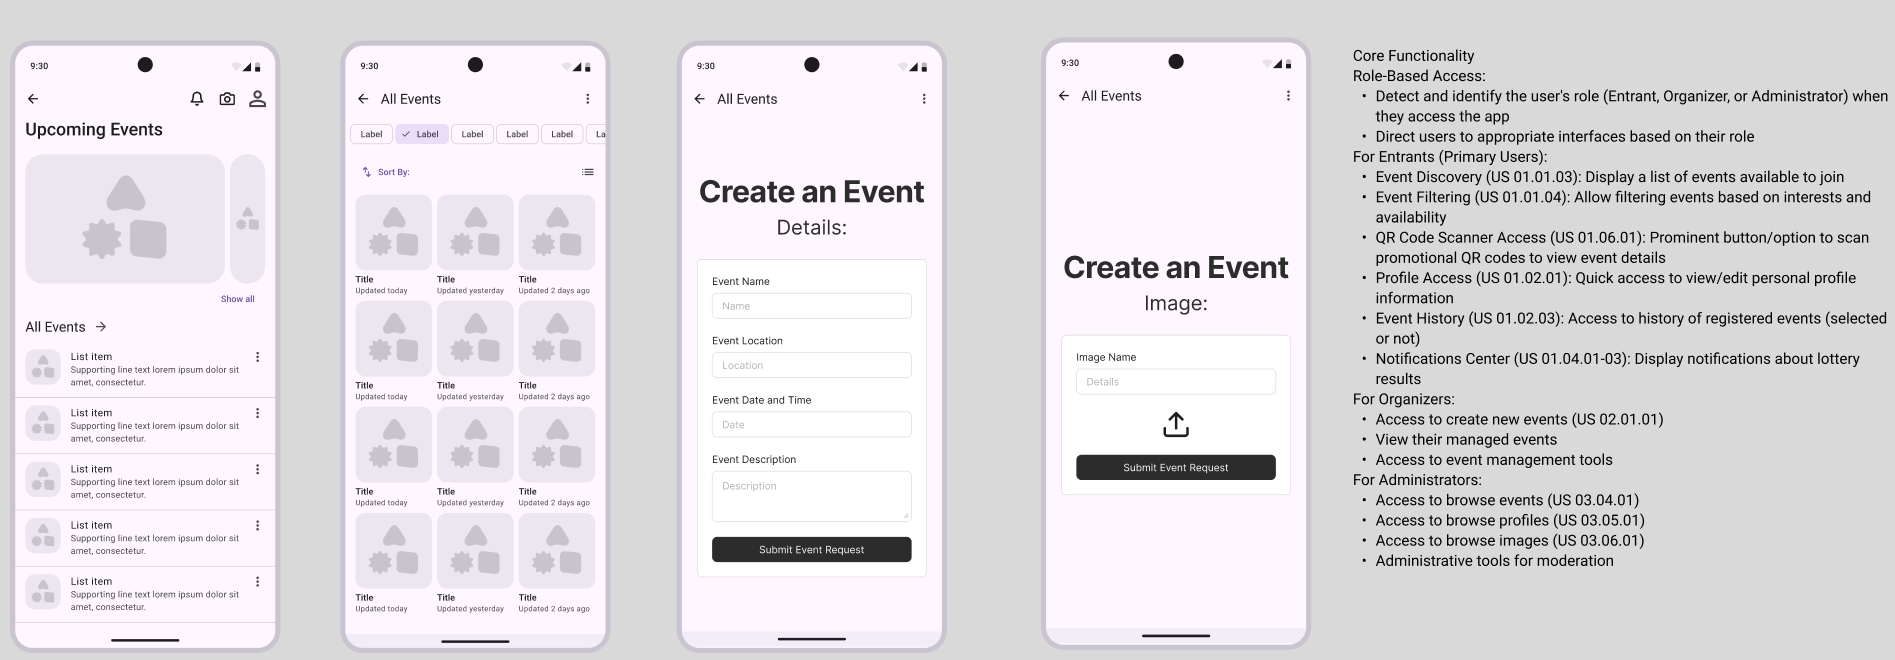 9:30
Upcoming Events
Show all
All Events
List item
Supporting line text lorem ipsum dolor sit
amet, consectetur.
List item
Supporting line text lorem ipsum dolor sit
amet, consectetur.
List item
Supporting line text lorem ipsum dolor sit
amet, consectetur.
List item
Supporting line text lorem ipsum dolor sit
amet, consectetur.
List item
Supporting line text lorem ipsum dolor sit
amet, consectetur.
9:30
All Events
Label Label Label Label Label La
Sort By:
Title Title Title
Updated today Updated yesterday Updated 2 days ago
Title Title Title
Updated today Updated yesterday Updated 2 days ago
Title Title Title
Updated today Updated yesterday Updated 2 days ago
Title Title Title
Updated today Updated yesterday Updated 2 days ago
9:30
All Events
Create an Event
Details:
Event Name
Name
Event Location
Location
Event Date and Time
Date
Event Description
Description
Submit Event Request
9:30
All Events
Create an Event
Image:
Image Name
Details
Submit Event Request
Core Functionality
Role-Based Access:
• Detect and identify the user's role (Entrant, Organizer, or Administrator) when
they access the app
• Direct users to appropriate interfaces based on their role
For Entrants (Primary Users):
• Event Discovery (US 01.01.03): Display a list of events available to join
• Event Filtering (US 01.01.04): Allow filtering events based on interests and
availability
• QR Code Scanner Access (US 01.06.01): Prominent button/option to scan
promotional QR codes to view event details
• Profile Access (US 01.02.01): Quick access to view/edit personal profile
information
• Event History (US 01.02.03): Access to history of registered events (selected
or not)
• Notifications Center (US 01.04.01-03): Display notifications about lottery
results
For Organizers:
• Access to create new events (US 02.01.01)
• View their managed events
• Access to event management tools
For Administrators:
• Access to browse events (US 03.04.01)
• Access to browse profiles (US 03.05.01)
• Access to browse images (US 03.06.01)
• Administrative tools for moderation